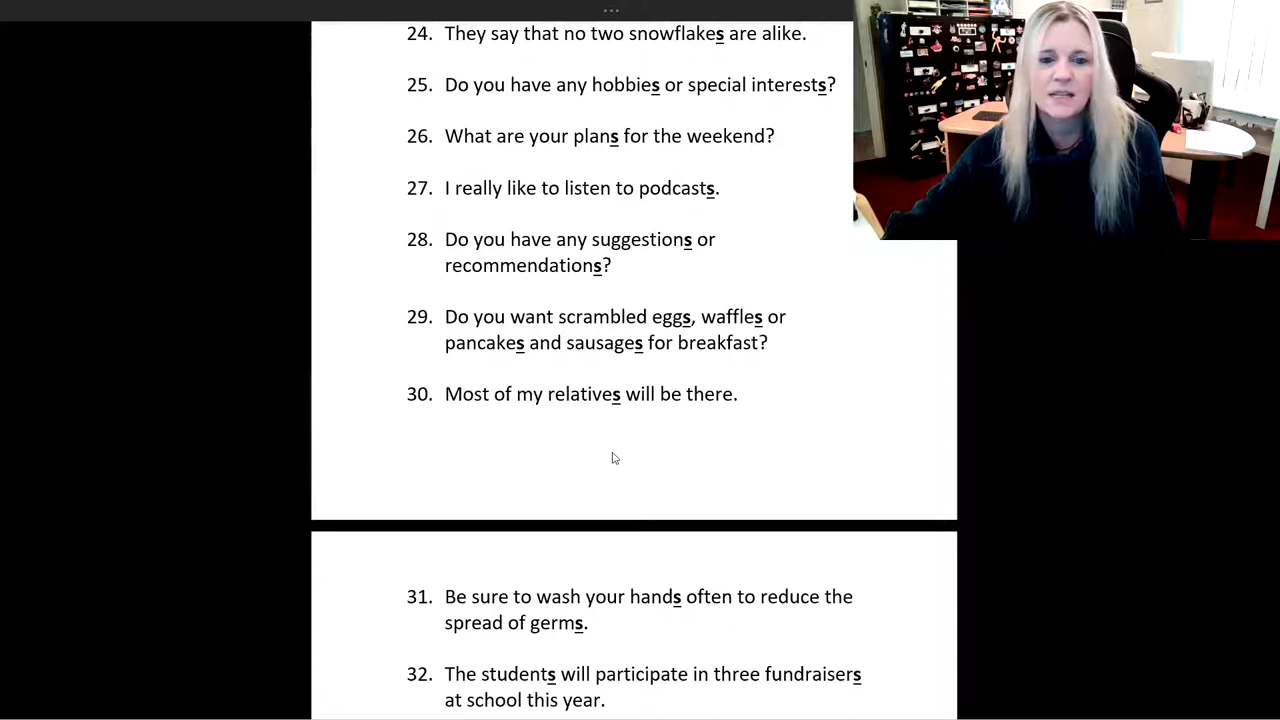 24. They say that no two snowflakes are alike.
25. Do you have any hobbies or special interests?
26. What are your plans for the weekend?
27. I really like to listen to podcasts.
28. Do you have any suggestions or
recommendations?
29. Do you want scrambled eggs, waffles or
pancakes and sausages for breakfast?
30. Most of my relatives will be there.
31. Be sure to wash your hands often to reduce the
spread of germs.
32. The students will participate in three fundraisers
at school this year.